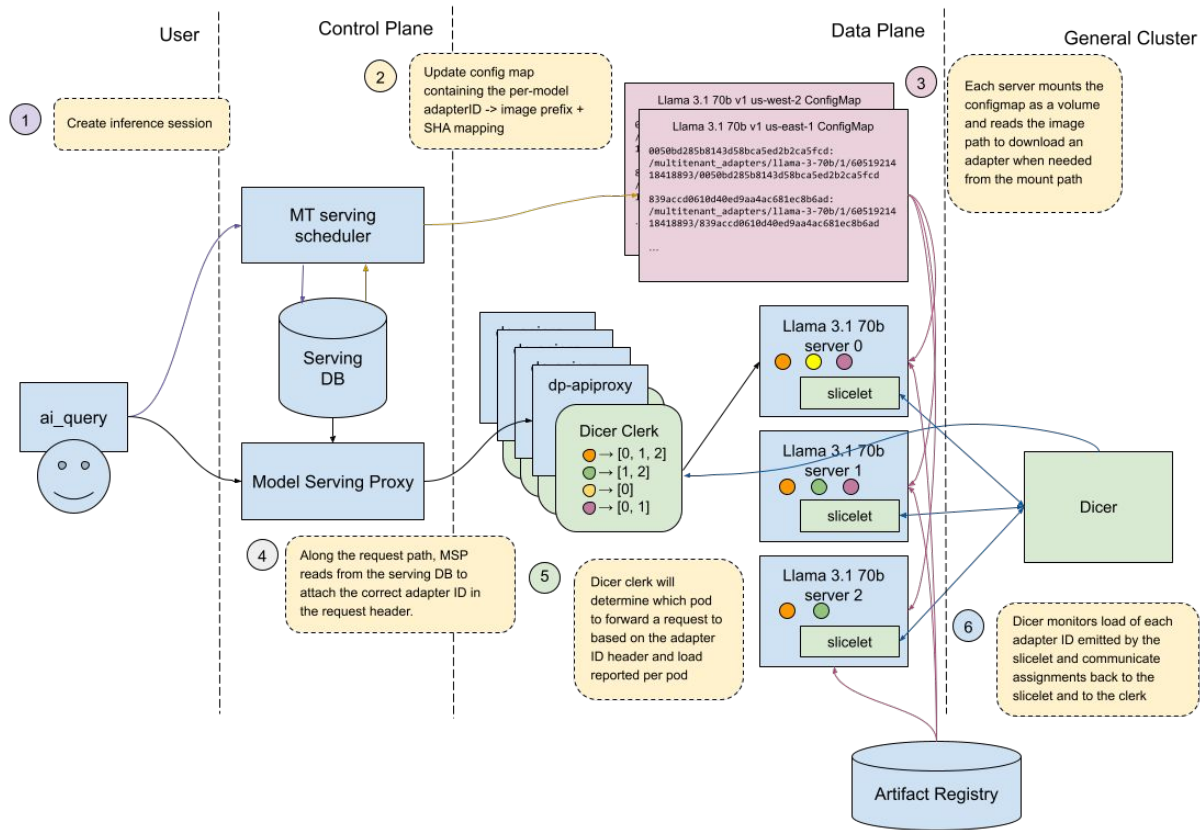 User
Control Plane
Data Plane
General Cluster
1
Create inference session
2
Update config map
containing the per-model
adapterID -> image prefix +
SHA mapping
Llama 3.1 70b v1 us-west-2 ConfigMap
Llama 3.1 70b v1 us-east-1 ConfigMap
0050bd285b8143d58bca5ed2b2ca5fcd:
/multitenant_adapters/llama-3-70b/1/60519214
18418893/0050bd285b8143d58bca5ed2b2ca5fcd
839accd0610d40ed9aa4ac681ec8b6ad:
/multitenant_adapters/llama-3-70b/1/60519214
18418893/839accd0610d40ed9aa4ac681ec8b6ad
...
3
Each server mounts the
configmap as a volume
and reads the image
path to download an
adapter when needed
from the mount path
MT serving
scheduler
Serving
DB
ai_query
Model Serving Proxy
dp-apiproxy
Dicer Clerk
→ [0, 1, 2]
→ [1, 2]
→ [0]
→ [0, 1]
Llama 3.1 70b
server 0
slicelet
Llama 3.1 70b
server 1
slicelet
Llama 3.1 70b
server 2
slicelet
Dicer
4
Along the request path, MSP
reads from the serving DB to
attach the correct adapter ID in
the request header.
5
Dicer clerk will
determine which pod
to forward a request to
based on the adapter
ID header and load
reported per pod
6
Dicer monitors load of each
adapter ID emitted by the
slicelet and communicate
assignments back to the
slicelet and to the clerk
Artifact Registry